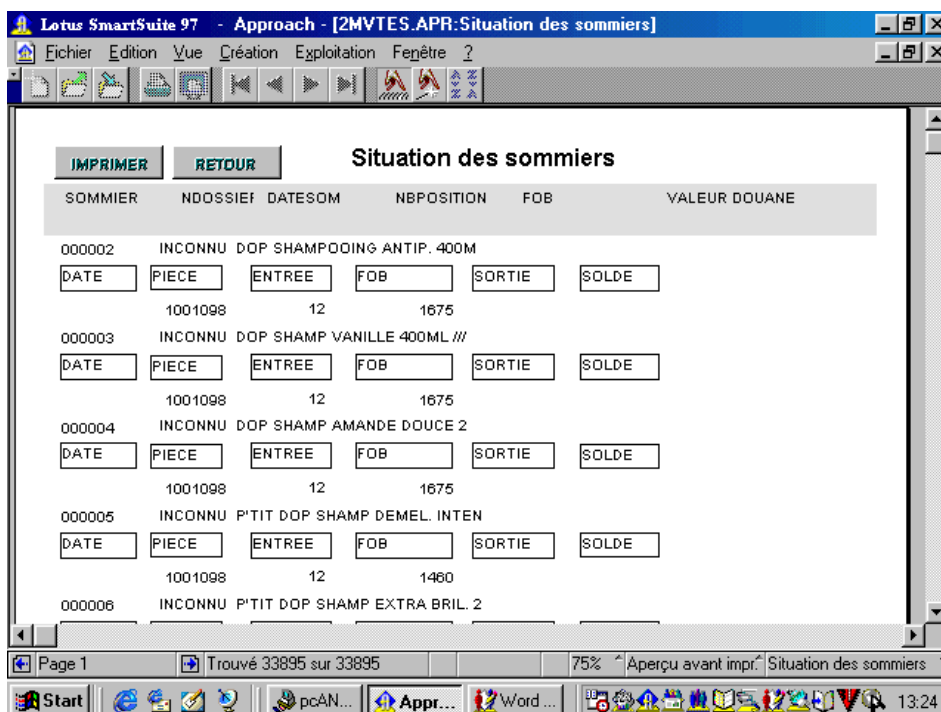 Lotus SmartSuite 97 - Approach - [2MVTES.APR:Situation des sommiers]
Fichier Edition Vue Création Exploitation Fenêtre ?
IMPRIMER RETOUR Situation des sommiers
SOMMIER NDOSSIER DATESOM NBPOSITION FOB VALEUR DOUANE
000002 INCONNU DOP SHAMPOOING ANTIP. 400M
DATE PIECE ENTREE FOB SORTIE SOLDE
1001098 12 1675
000003 INCONNU DOP SHAMP VANILLE 400ML ///
DATE PIECE ENTREE FOB SORTIE SOLDE
1001098 12 1675
000004 INCONNU DOP SHAMP AMANDE DOUCE 2
DATE PIECE ENTREE FOB SORTIE SOLDE
1001098 12 1675
000005 INCONNU P'TIT DOP SHAMP DEMEL. INTEN
DATE PIECE ENTREE FOB SORTIE SOLDE
1001098 12 1460
000006 INCONNU P'TIT DOP SHAMP EXTRA BRIL. 2
Page 1 Trouvé 33895 sur 33895 75% Aperçu avant impr. Situation des sommiers
Start pcAN... Appr... Word ... 13:24